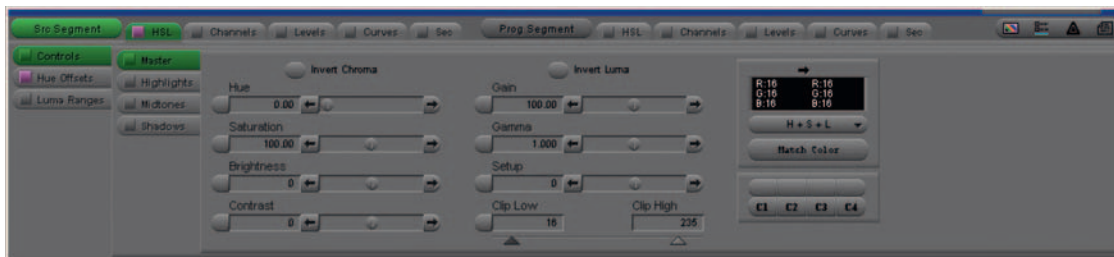 Src Segment HSL Channels Levels Curves Sec Prog Segment HSL Channels Levels Curves Sec
Controls
Hue Offsets
Luma Ranges
Master
Highlights
Midtones
Shadows
Invert Chroma
Hue
0.00
Saturation
100.00
Brightness
0
Contrast
0
Invert Luma
Gain
100.00
Gamma
1.000
Setup
0
Clip Low Clip High
16 235
R:16 R:16
G:16 G:16
B:16 B:16
H + S + L
Match Color
C1 C2 C3 C4